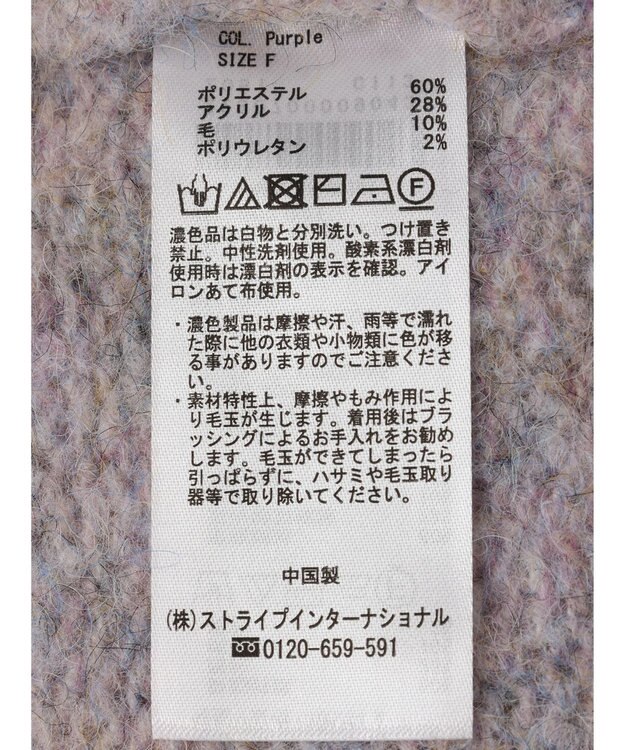 COL. Purple
SIZE F
ポリエステル 60%
アクリル 28%
毛 10%
ポリウレタン 2%
F
濃色品は白物と分別洗い。つけ置き
禁止。中性洗剤使用。酸素系漂白剤
使用時は漂白剤の表示を確認。アイ
ロンあて布使用。
・濃色製品は摩擦や汗、雨等で濡れ
た際に他の衣類や小物類に色が移
る事がありますのでご注意くださ
い。
・素材特性上、摩擦やもみ作用によ
り毛玉が生じます。着用後はブラ
ッシングによるお手入れをお勧め
します。毛玉ができてしまったら
引っぱらずに、ハサミや毛玉取り
器等で取り除いてください。
中国製
(株)ストライプインターナショナル
0120-659-591